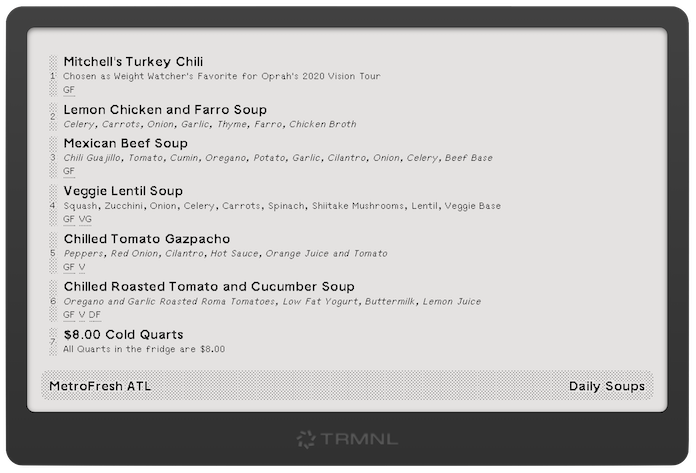 1
Mitchell's Turkey Chili
Chosen as Weight Watcher's Favorite for Oprah's 2020 Vision Tour
GF
2
Lemon Chicken and Farro Soup
Celery, Carrots, Onion, Garlic, Thyme, Farro, Chicken Broth
3
Mexican Beef Soup
Chili Guajillo, Tomato, Cumin, Oregano, Potato, Garlic, Cilantro, Onion, Celery, Beef Base
GF
4
Veggie Lentil Soup
Squash, Zucchini, Onion, Celery, Carrots, Spinach, Shiitake Mushrooms, Lentil, Veggie Base
GF VG
5
Chilled Tomato Gazpacho
Peppers, Red Onion, Cilantro, Hot Sauce, Orange Juice and Tomato
GF V
6
Chilled Roasted Tomato and Cucumber Soup
Oregano and Garlic Roasted Roma Tomatoes, Low Fat Yogurt, Buttermilk, Lemon Juice
GF V DF
7
$8.00 Cold Quarts
All Quarts in the fridge are $8.00
MetroFresh ATL
Daily Soups
TRMNL